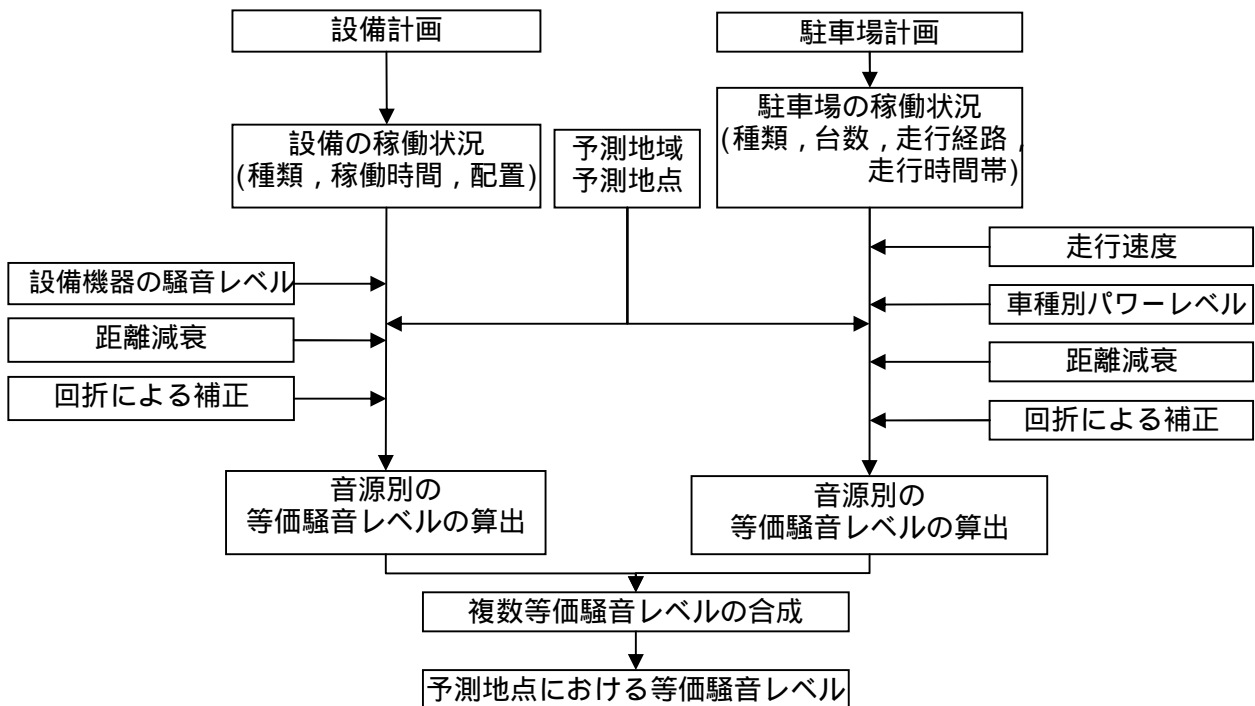 設備計画
駐車場計画
設備の稼働状況
(種類，稼働時間，配置)
予測地域
予測地点
駐車場の稼働状況
(種類，台数，走行経路，
走行時間帯)
設備機器の騒音レベル
距離減衰
回折による補正
走行速度
車種別パワーレベル
距離減衰
回折による補正
音源別の
等価騒音レベルの算出
音源別の
等価騒音レベルの算出
複数等価騒音レベルの合成
予測地点における等価騒音レベル